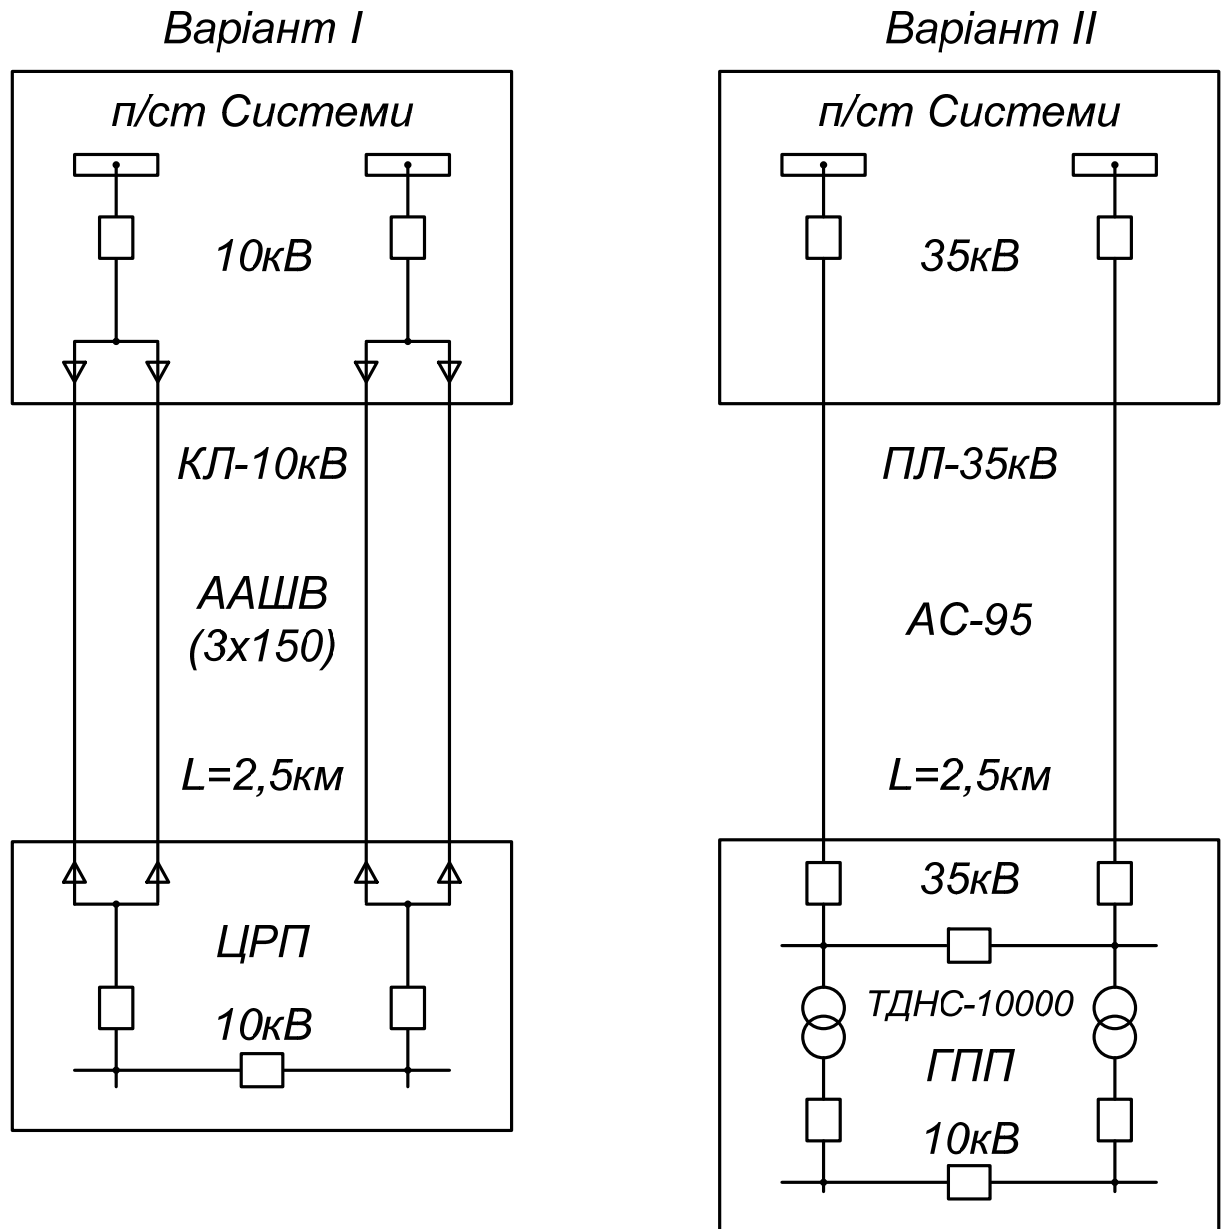 Варіант I
п/ст Системи
10кВ
КЛ-10кВ
ААШВ
(3х150)
L=2,5км
ЦРП
10кВ
Варіант II
п/ст Системи
35кВ
ПЛ-35кВ
АС-95
L=2,5км
35кВ
ТДНС-10000
ГПП
10кВ